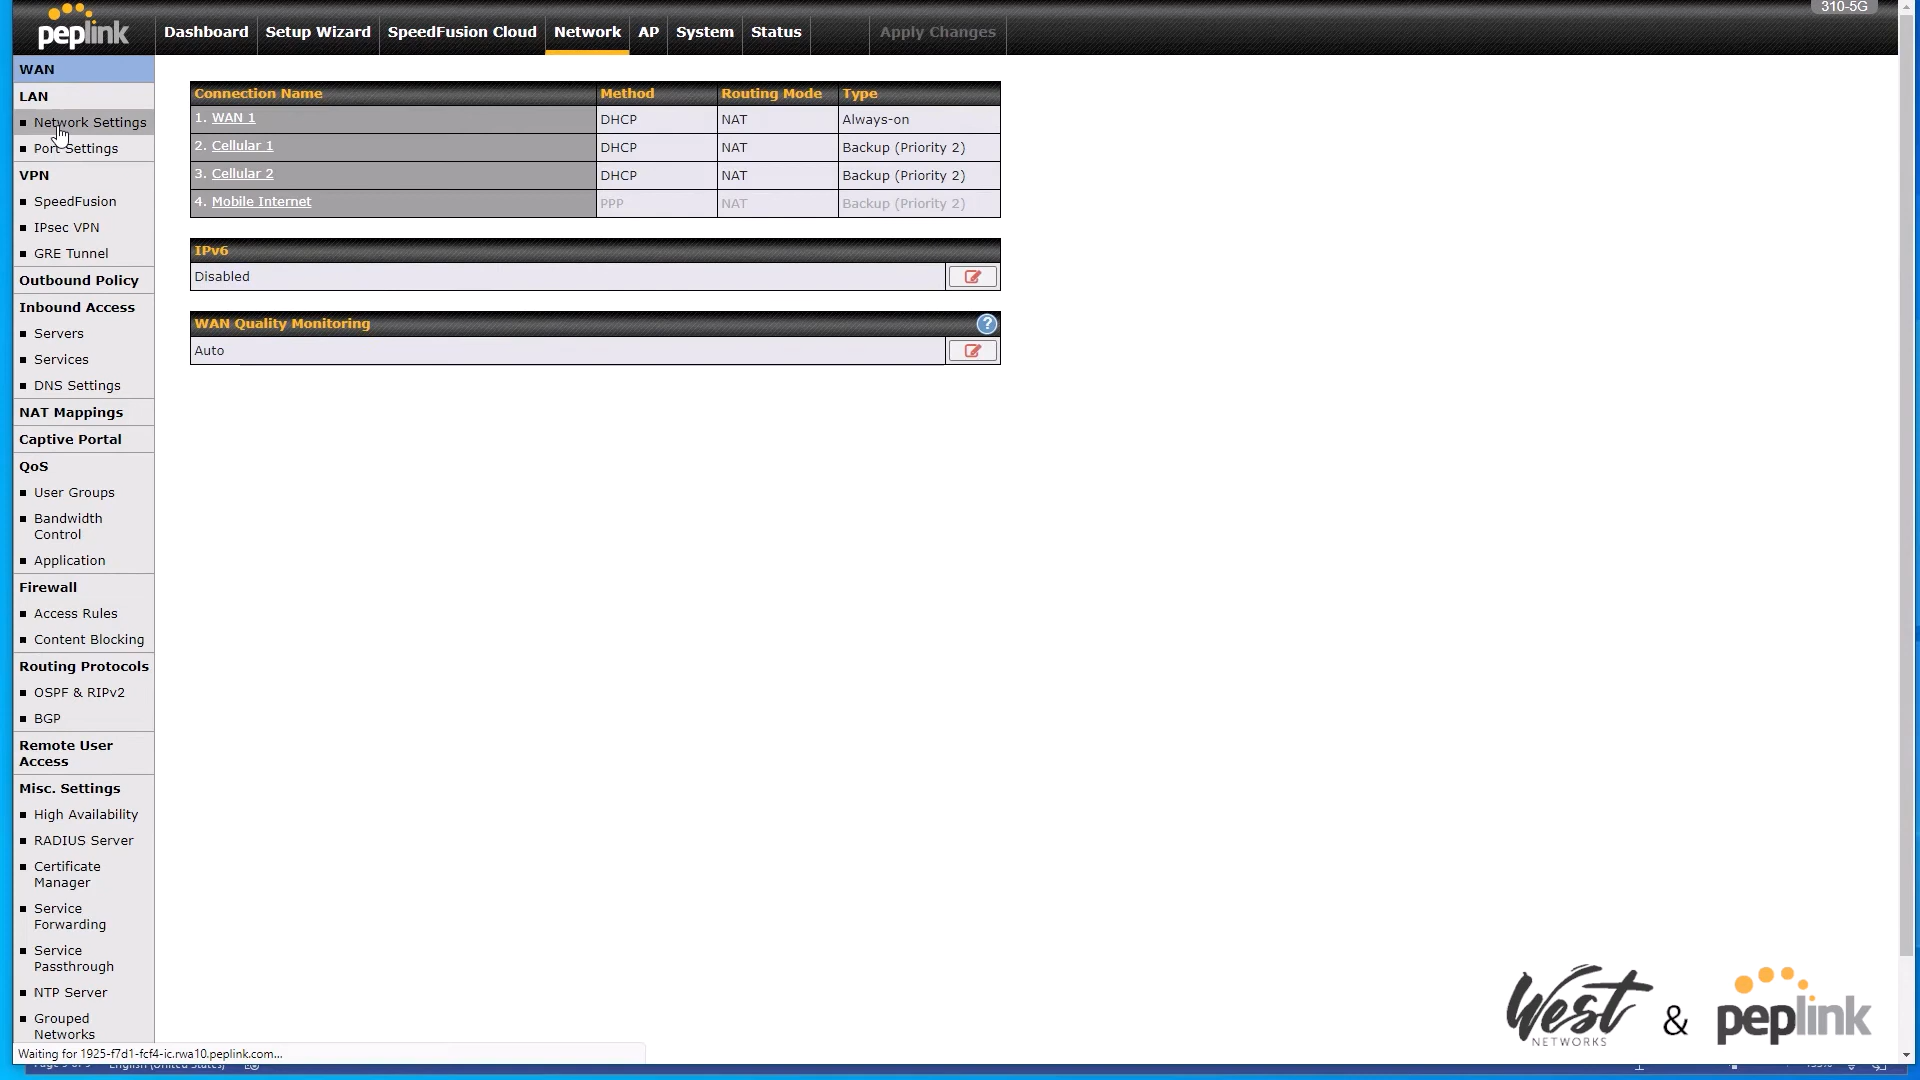 310-5G
peplink
Dashboard
Setup Wizard
SpeedFusion Cloud
Network
AP
System
Status
Apply Changes
WAN
LAN
Network Settings
Port Settings
VPN
SpeedFusion
IPsec VPN
GRE Tunnel
Outbound Policy
Inbound Access
Servers
Services
DNS Settings
NAT Mappings
Captive Portal
QoS
User Groups
Bandwidth
Control
Application
Firewall
Access Rules
Content Blocking
Routing Protocols
OSPF & RIPv2
BGP
Remote User
Access
Misc. Settings
High Availability
RADIUS Server
Certificate
Manager
Service
Forwarding
Service
Passthrough
NTP Server
Grouped
Networks
Connection Name Method Routing Mode Type
1. WAN 1 DHCP NAT Always-on
2. Cellular 1 DHCP NAT Backup (Priority 2)
3. Cellular 2 DHCP NAT Backup (Priority 2)
4. Mobile Internet PPP NAT Backup (Priority 2)
IPv6
Disabled
WAN Quality Monitoring ?
Auto
West
NETWORKS
&
peplink
Waiting for 1925-f7d1-fcf4-ic.rwa10.peplink.com...
English (United States)